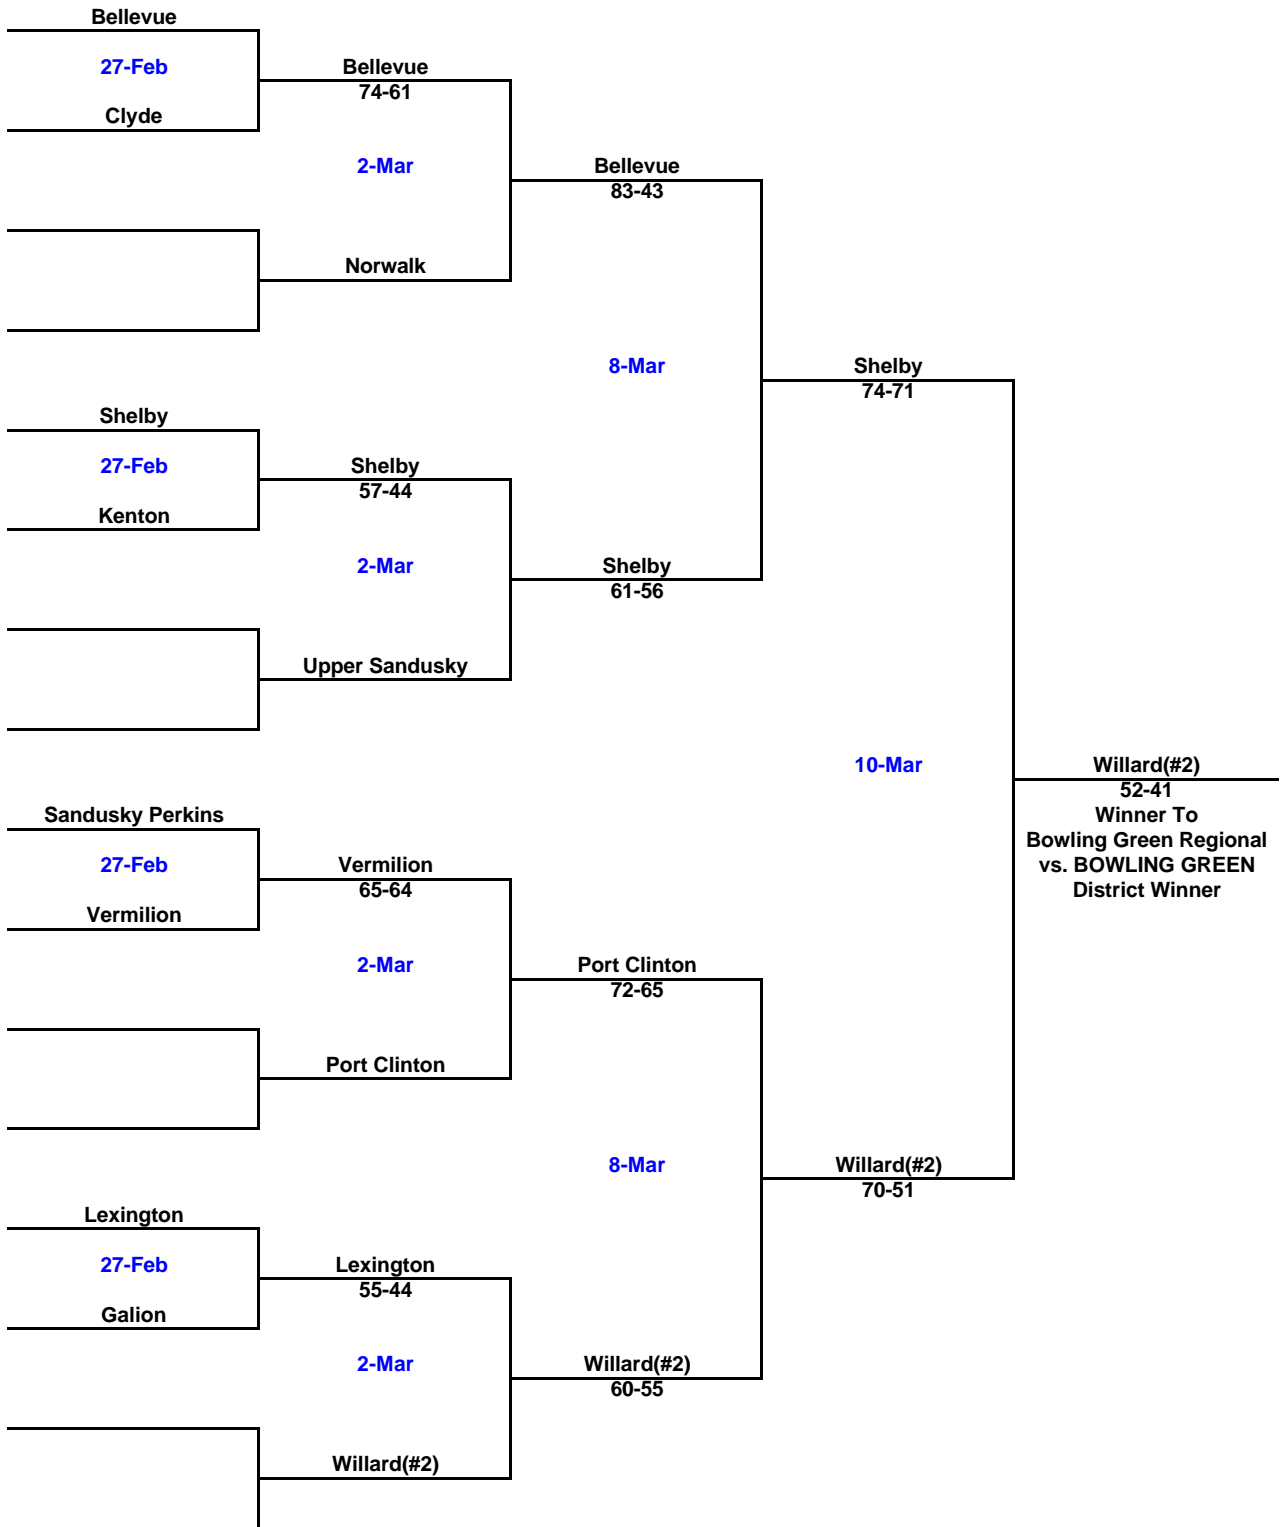 Bellevue
27-Feb
Bellevue
74-61
Clyde
2-Mar
Bellevue
83-43
Norwalk
8-Mar
Shelby
74-71
Shelby
27-Feb
Shelby
57-44
Kenton
2-Mar
Shelby
61-56
Upper Sandusky
10-Mar
Willard(#2)
52-41
Winner To
Bowling Green Regional
vs. BOWLING GREEN
District Winner
Sandusky Perkins
27-Feb
Vermilion
65-64
Vermilion
2-Mar
Port Clinton
72-65
Port Clinton
8-Mar
Willard(#2)
70-51
Lexington
27-Feb
Lexington
55-44
Galion
2-Mar
Willard(#2)
60-55
Willard(#2)